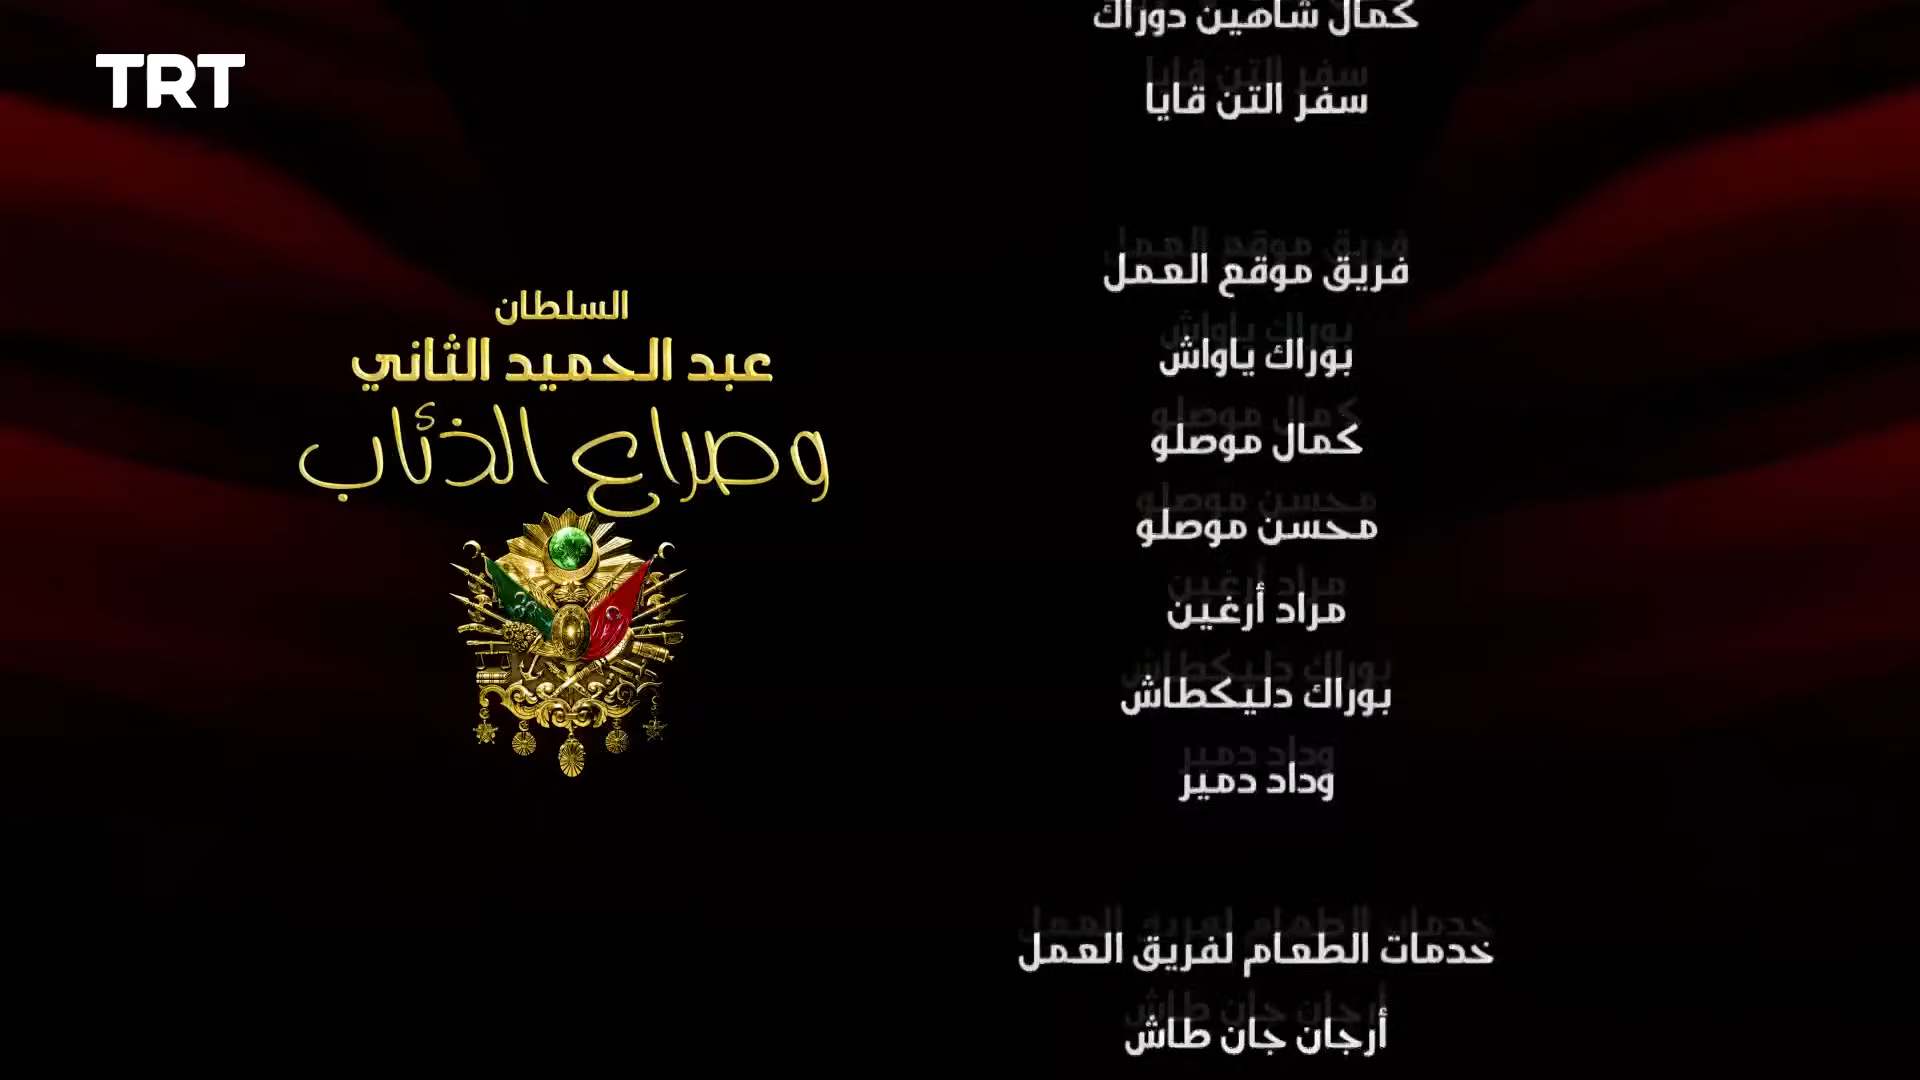 TRT
السلطان
عبد الحميد الثاني
وصراع الذئاب
كمال شاهين دوراك
سفر التن قايا
فريق موقع العمل
بوراك ياواش
كمال موصلو
محسن موصلو
مراد أرغين
بوراك دليكطاش
وداد دمير
خدمات الطعام لفريق العمل
أرجان جان طاش